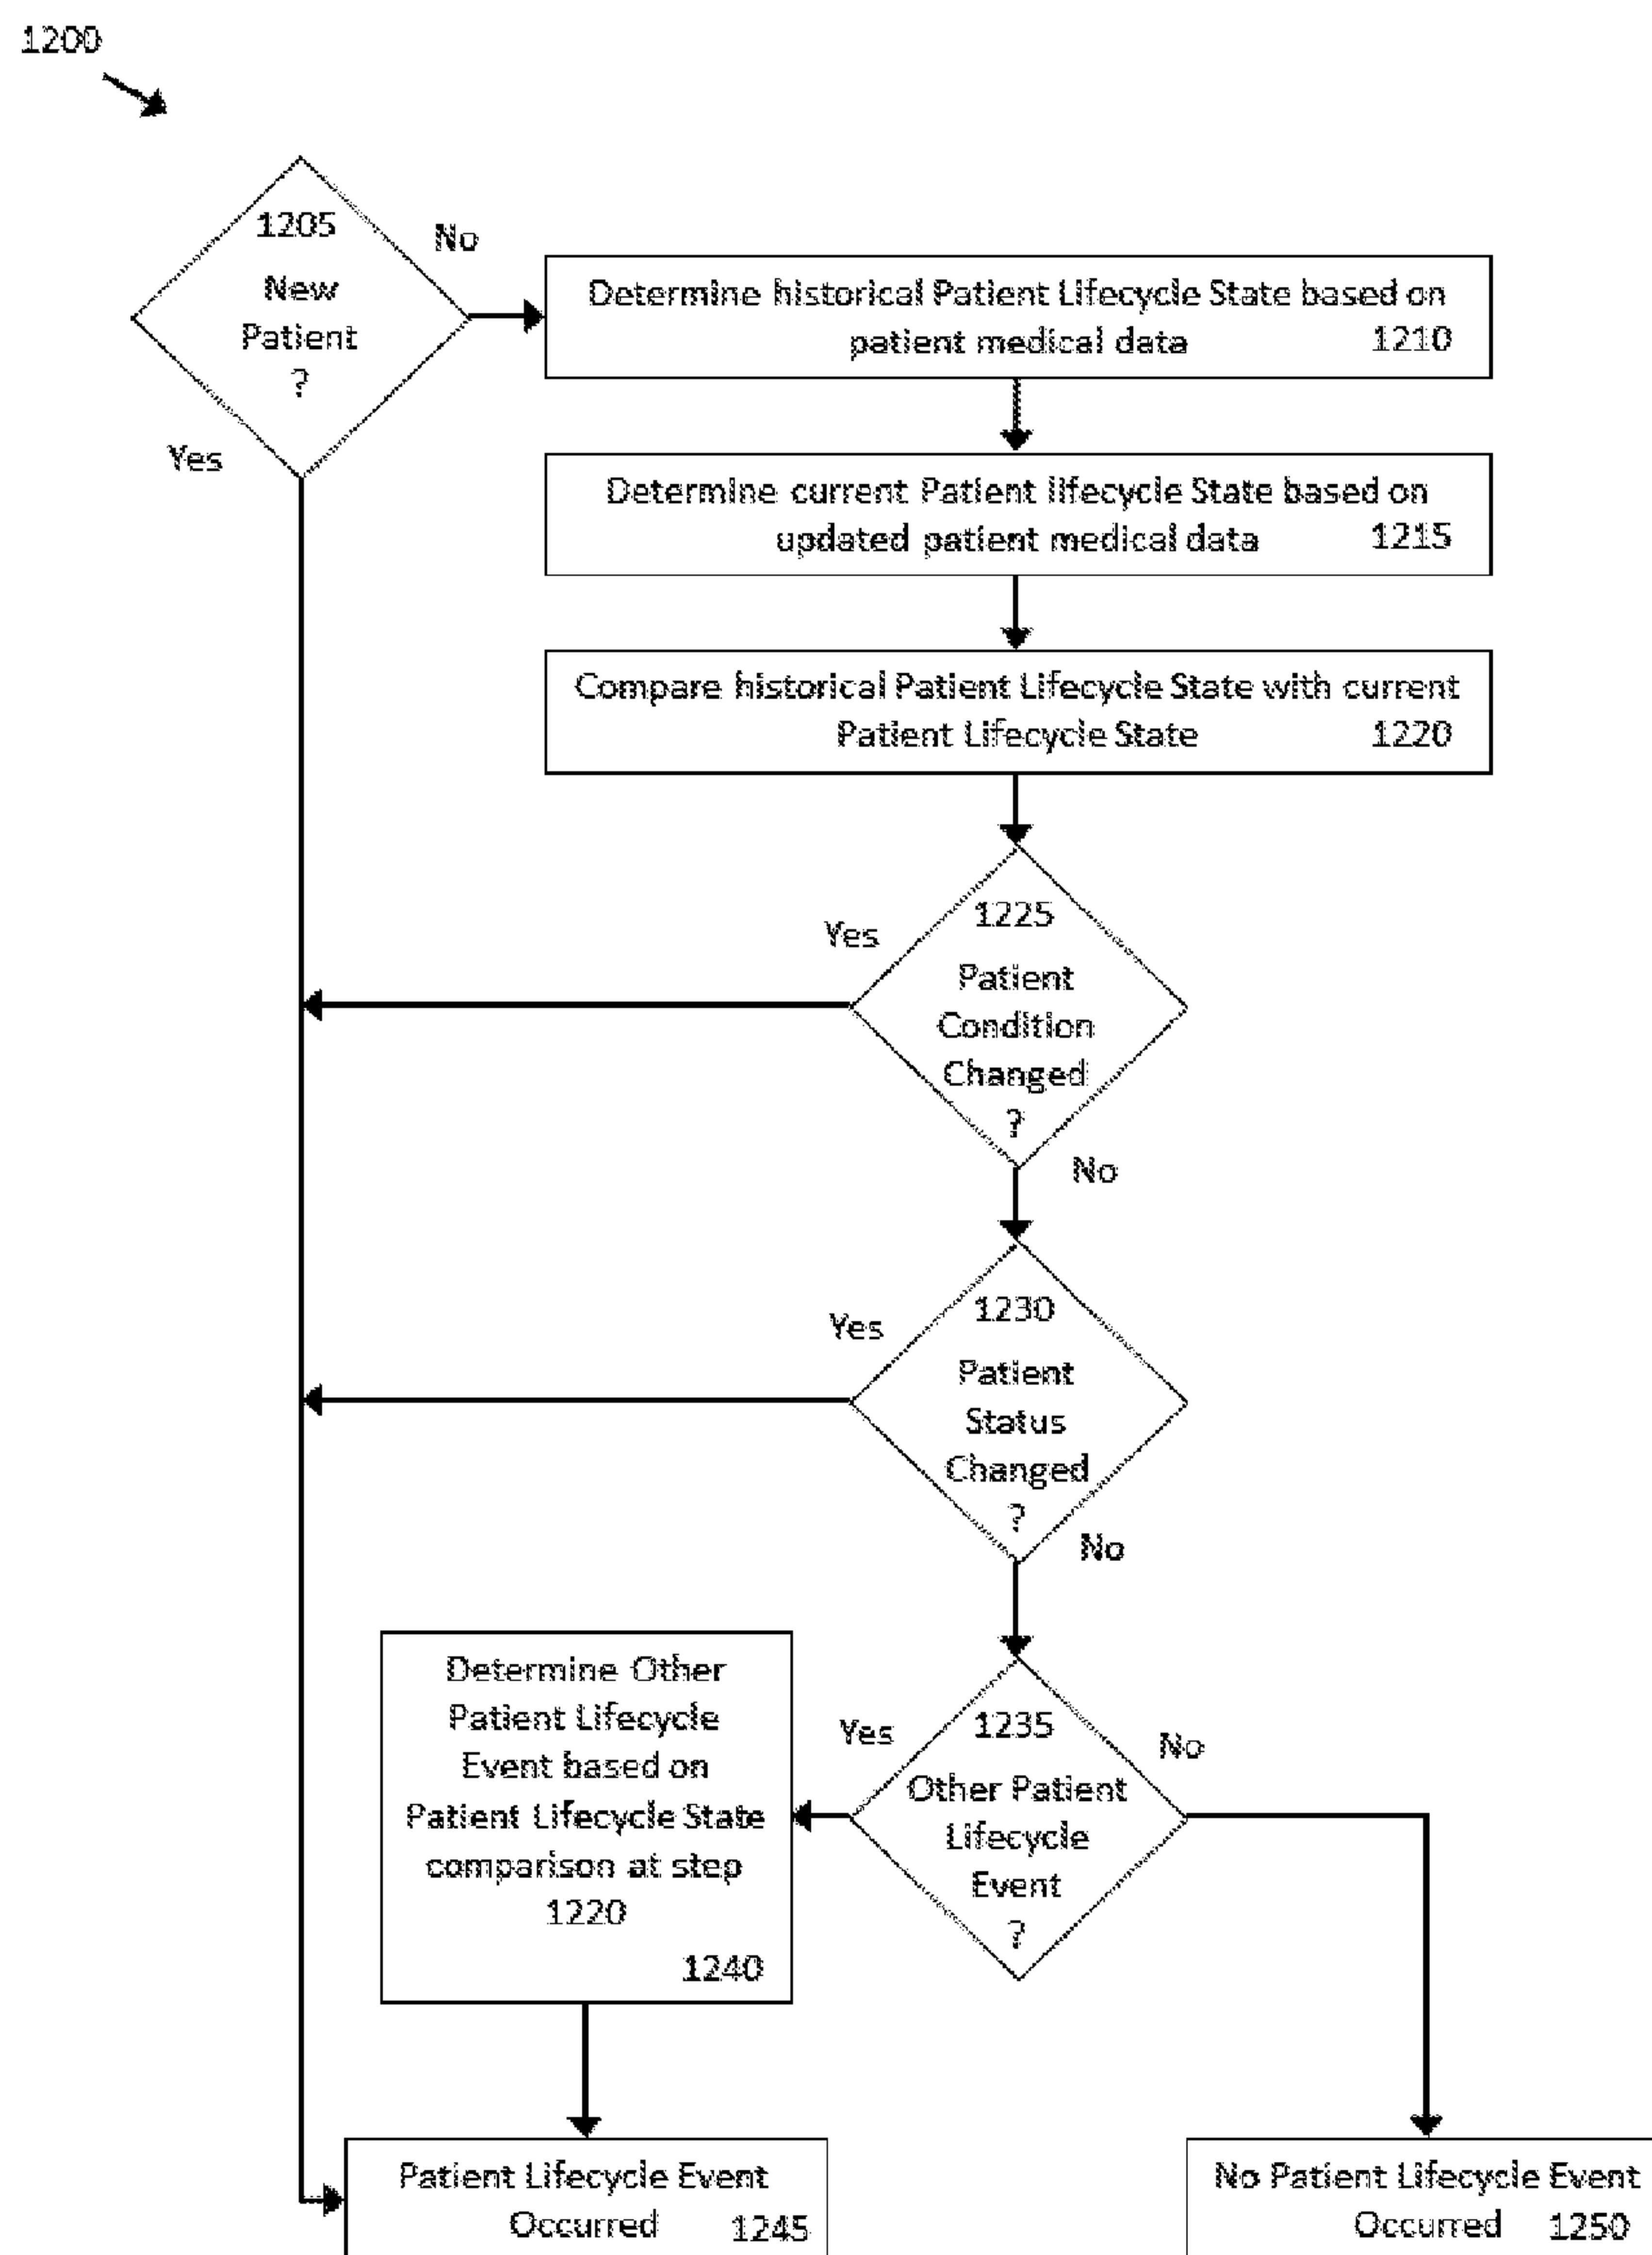 1200
1205
New
Patient
?
No
Yes
Determine historical Patient Lifecycle State based on
patient medical data 1210
Determine current Patient lifecycle State based on
updated patient medical data 1215
Compare historical Patient Lifecycle State with current
Patient Lifecycle State 1220
Yes
1225
Patient
Condition
Changed
?
No
Yes
1230
Patient
Status
Changed
?
No
Determine Other
Patient Lifecycle
Event based on
Patient Lifecycle State
comparison at step
1220
1240
Yes
1235
Other Patient
Lifecycle
Event
?
No
Patient Lifecycle Event
Occurred 1245
No Patient Lifecycle Event
Occurred 1250